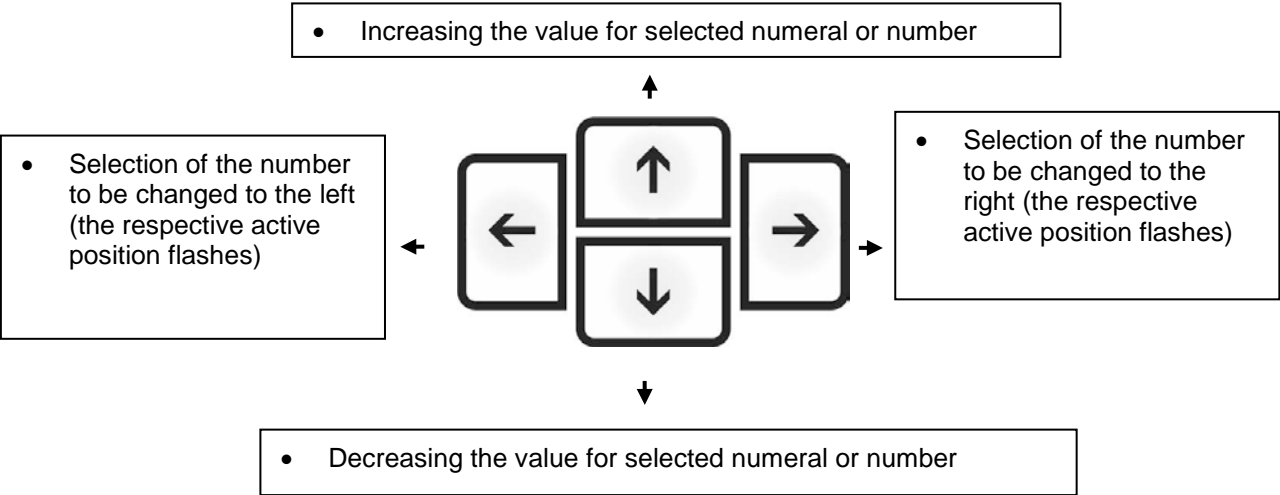 • Increasing the value for selected numeral or number
• Selection of the number
to be changed to the left
(the respective active
position flashes)
• Selection of the number
to be changed to the
right (the respective
active position flashes)
• Decreasing the value for selected numeral or number